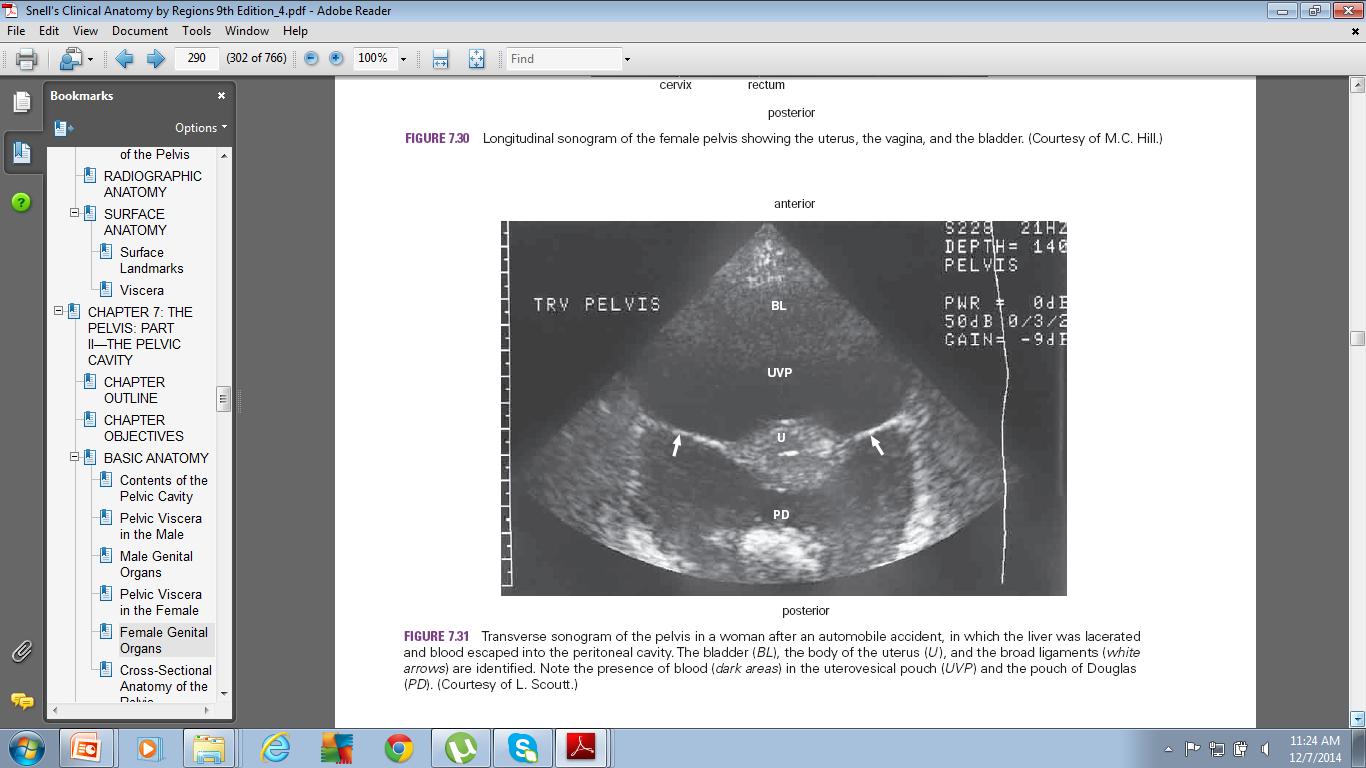 Snell's Clinical Anatomy by Regions 9th Edition_4.pdf - Adobe Reader
File Edit View Document Tools Window Help
290 (302 of 766) 100% Find
Bookmarks
Options
of the Pelvis
RADIOGRAPHIC
ANATOMY
SURFACE
ANATOMY
Surface
Landmarks
Viscera
CHAPTER 7: THE
PELVIS: PART
II—THE PELVIC
CAVITY
CHAPTER
OUTLINE
CHAPTER
OBJECTIVES
BASIC ANATOMY
Contents of the
Pelvic Cavity
Pelvic Viscera
in the Male
Male Genital
Organs
Pelvic Viscera
in the Female
Female Genital
Organs
Cross-Sectional
Anatomy of the
Pelvis
cervix rectum
posterior
FIGURE 7.30 Longitudinal sonogram of the female pelvis showing the uterus, the vagina, and the bladder. (Courtesy of M.C. Hill.)
anterior
S228 21HZ
DEPTH= 140
PELVIS
TRV PELVIS
PWR = 0dB
50dB 0/3/2
GAIN= -9dB
BL
UVP
U
PD
posterior
FIGURE 7.31 Transverse sonogram of the pelvis in a woman after an automobile accident, in which the liver was lacerated
and blood escaped into the peritoneal cavity. The bladder (BL), the body of the uterus (U), and the broad ligaments (white
arrows) are identified. Note the presence of blood (dark areas) in the uterovesical pouch (UVP) and the pouch of Douglas
(PD). (Courtesy of L. Scoutt.)
11:24 AM
12/7/2014